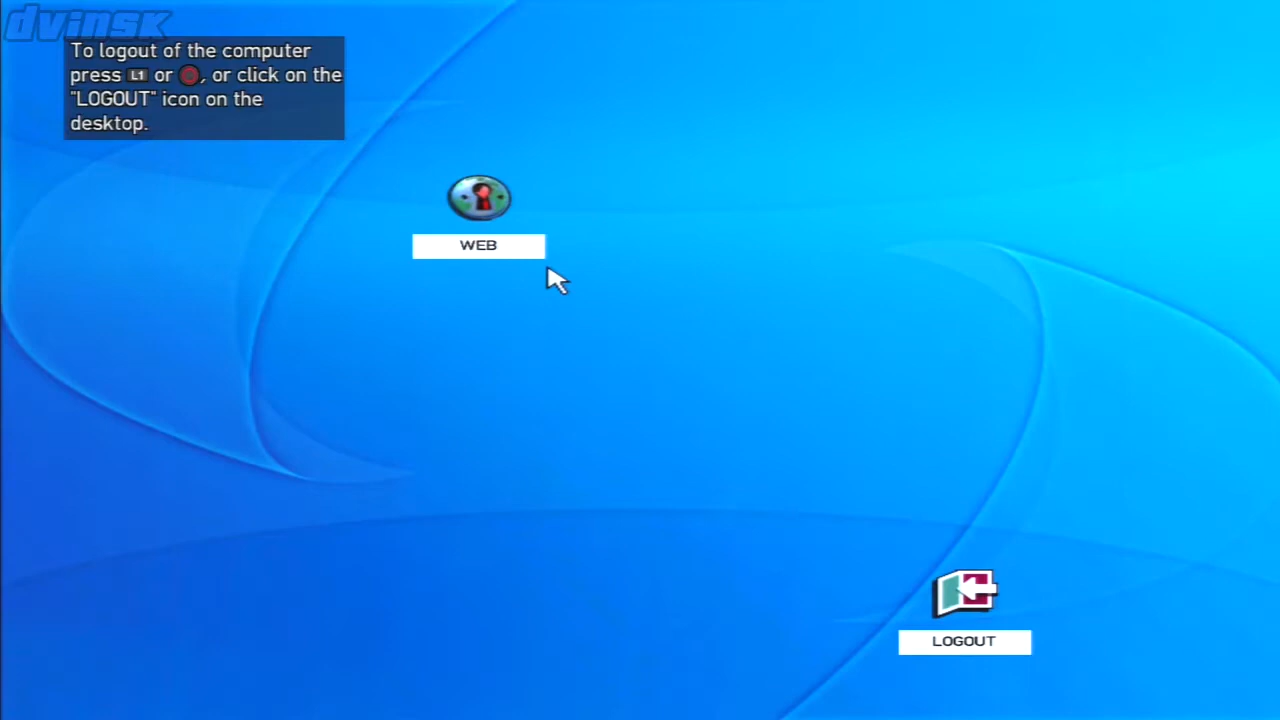 dvinsk
To logout of the computer
press L1 or , or click on the
"LOGOUT" icon on the
desktop.
WEB
LOGOUT